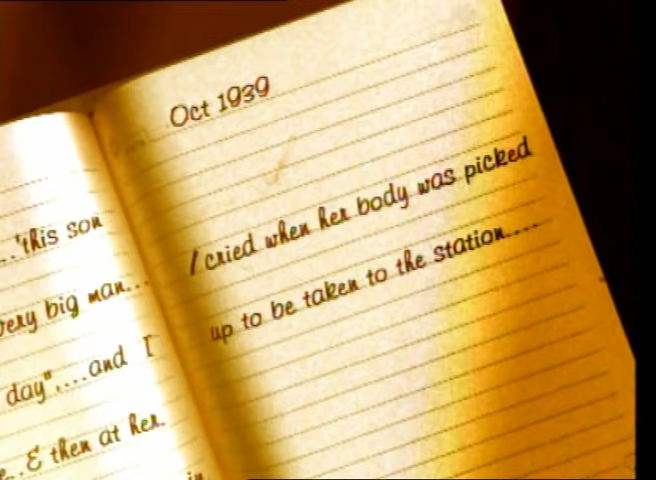 ..."this son
very big man...
day"....and I
..& then at her.
in
Oct 1939
I cried when her body was picked
up to be taken to the station....